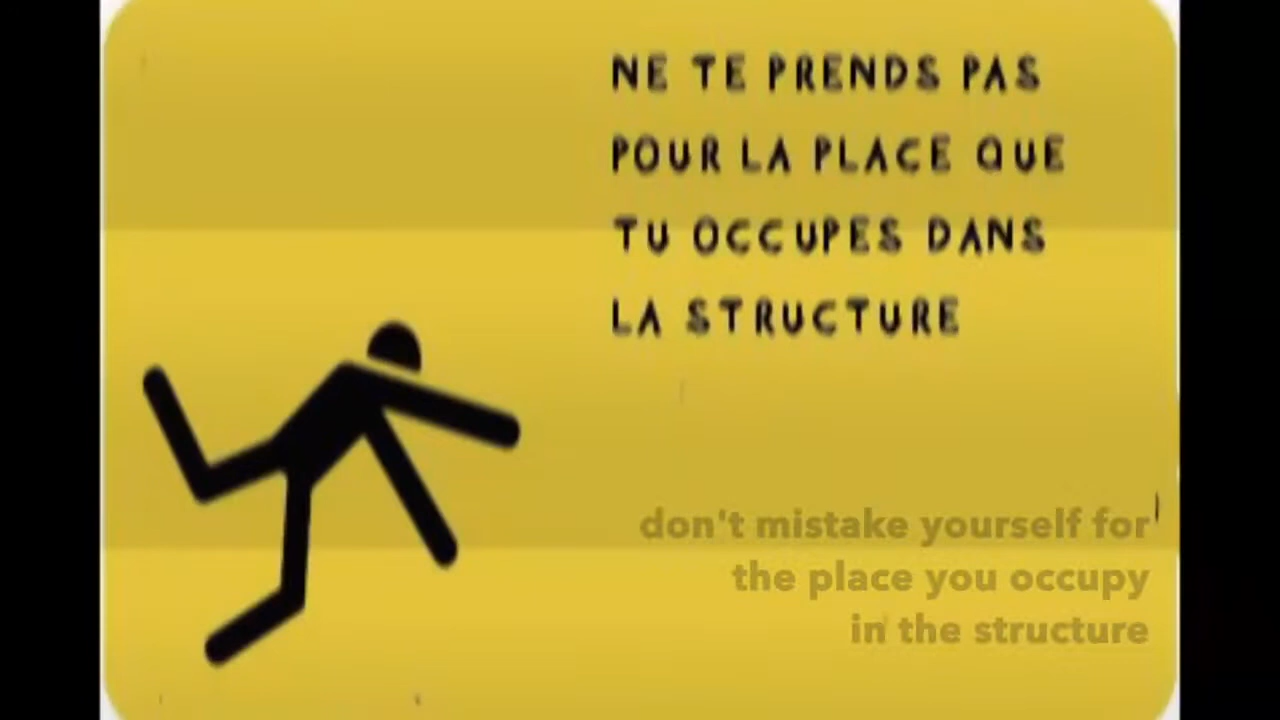 NE TE PRENDS PAS
POUR LA PLACE QUE
TU OCCUPES DANS
LA STRUCTURE
don't mistake yourself for
the place you occupy
in the structure